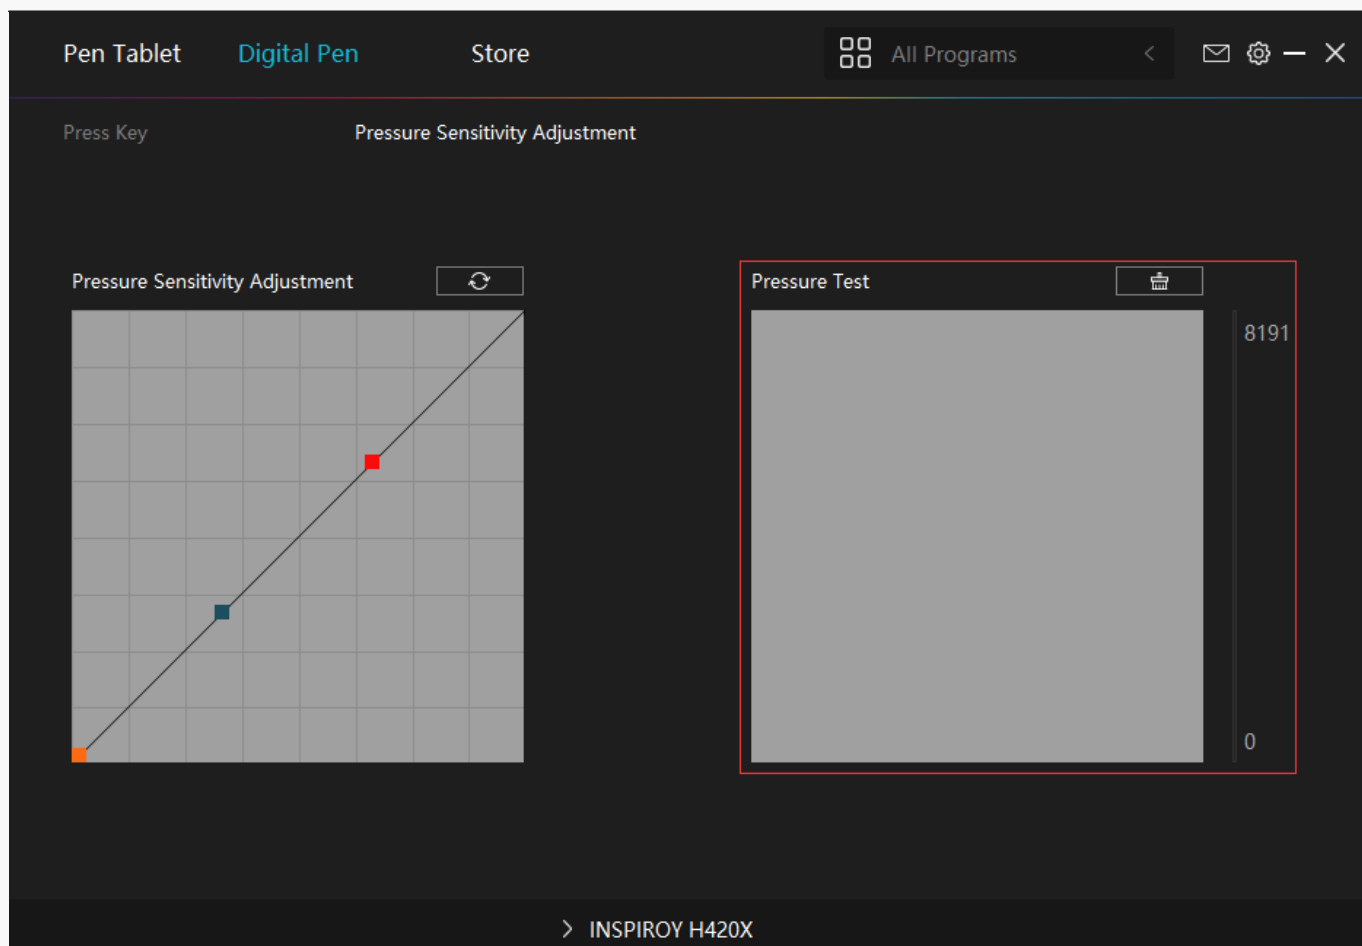 Pen Tablet Digital Pen Store All Programs
Press Key Pressure Sensitivity Adjustment
Pressure Sensitivity Adjustment
Pressure Test
8191
0
INSPIROY H420X